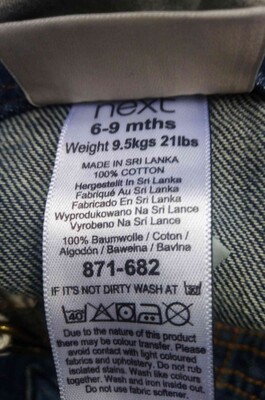 next
6-9 mths
Weight 9.5kgs 21lbs
MADE IN SRI LANKA
100% COTTON
Hergestellt In Sri Lanka
Fabriqué Au Sri Lanka
Fabricado En Sri Lanka
Wyprodukowano Na Sri Lance
Vyrobeno Na Srí Lance
100% Baumwolle / Coton /
Algodón / Bawełna / Bavlna
871-682
IF IT'S NOT DIRTY WASH AT 30
40
Due to the nature of this product
there may be colour transfer. Please
avoid contact with light coloured
fabrics and upholstery. Do not rub
isolated stains. Wash like colours
together. Wash and iron inside out.
Do not use fabric softener.